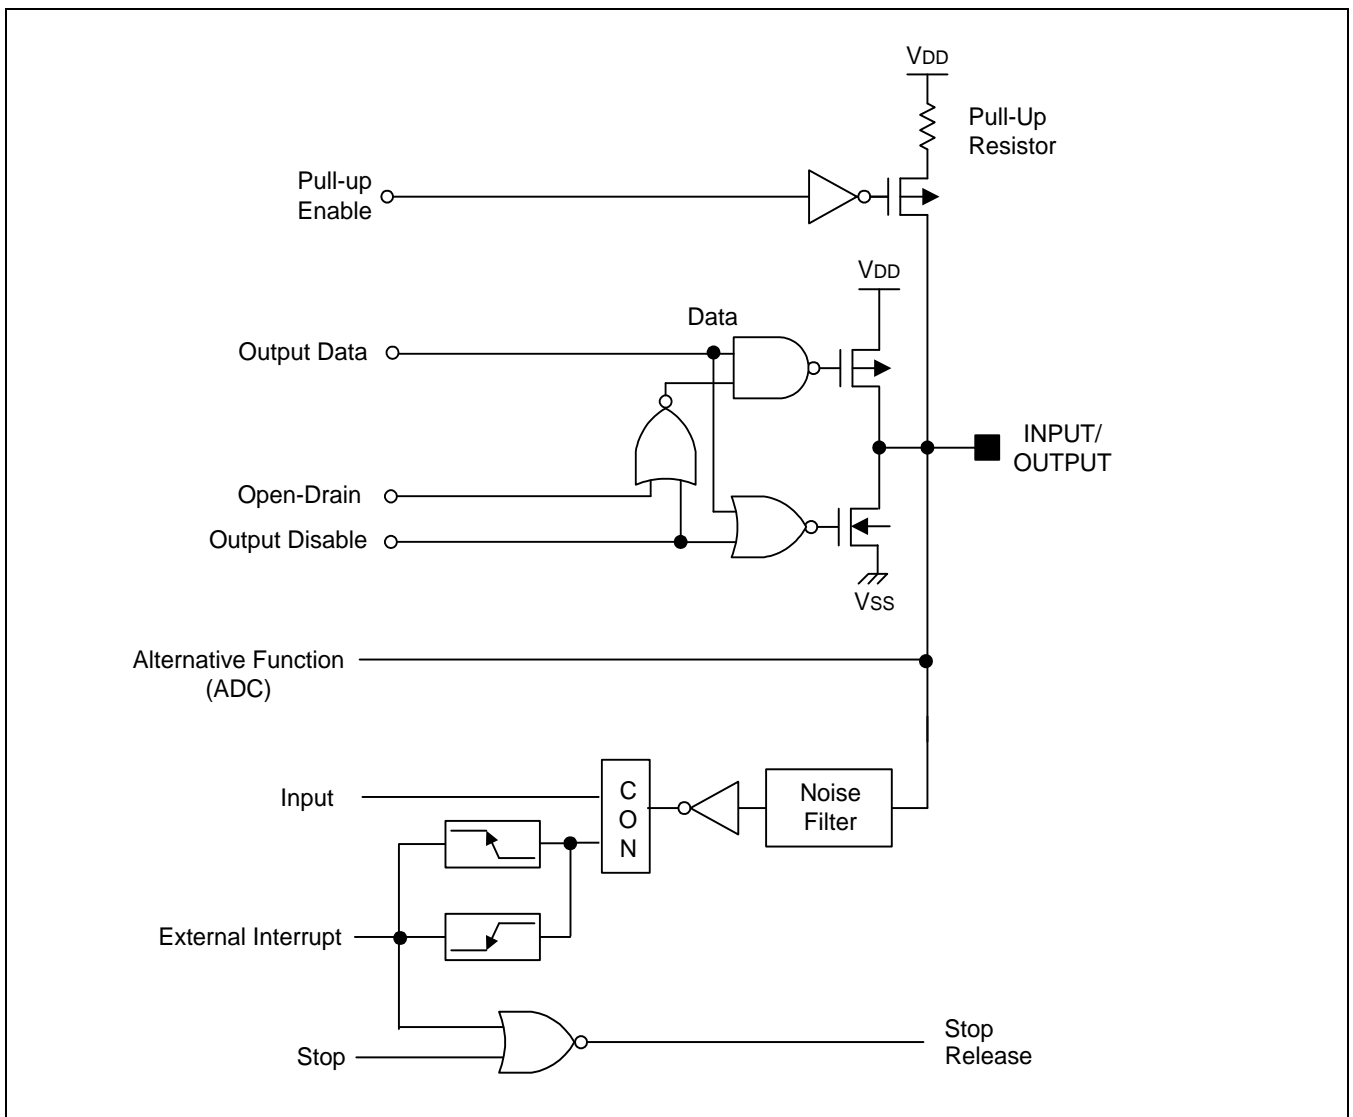 VDD
Pull-Up
Resistor
Pull-up
Enable
VDD
Data
Output Data
INPUT/
OUTPUT
Open-Drain
Output Disable
VSS
Alternative Function
(ADC)
Input
C
O
N
Noise
Filter
External Interrupt
Stop
Stop
Release